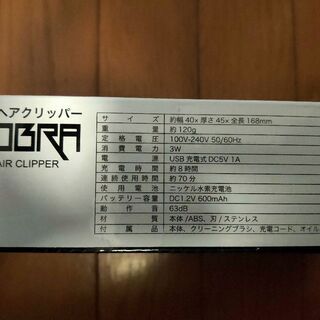 ヘアクリッパー
OBRA
AIR CLIPPER
サイズ 約幅40×厚さ45×全長168mm
重量 約120g
定格電圧 100V-240V 50/60Hz
消費電力 3W
電源 USB充電式 DC5V 1A
充電時間 約8時間
連続使用時間 約70分
使用電池 ニッケル水素充電池
バッテリー容量 DC1.2V 600mAh
動作音 63dB
材質 本体/ABS、刃/ステンレス
付属品 本体、クリーニングブラシ、充電コード、オイル